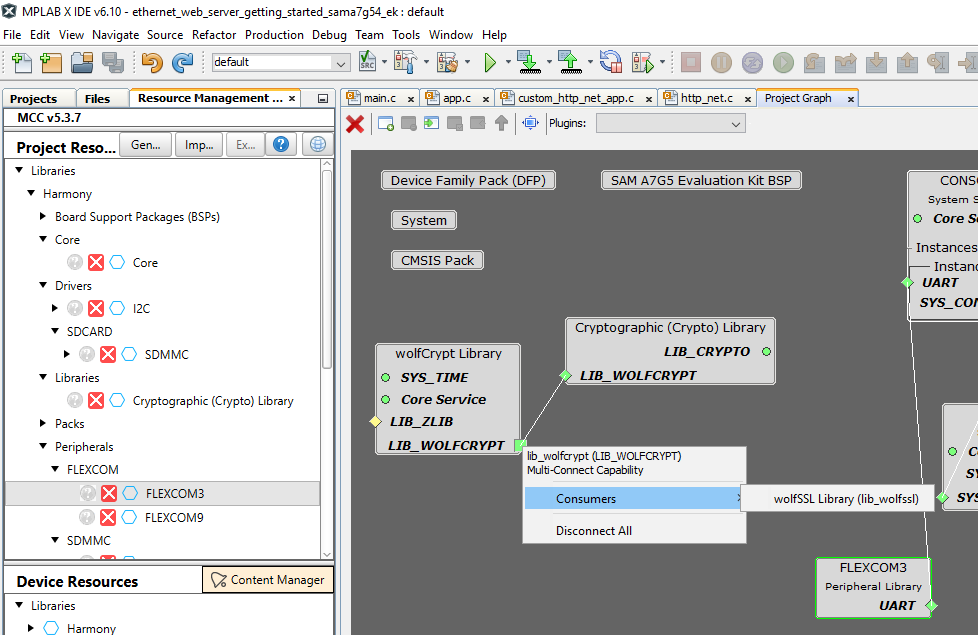 MPLAB X IDE v6.10 - ethernet_web_server_getting_started_sama7g54_ek : default
File Edit View Navigate Source Refactor Production Debug Team Tools Window Help
default
SRC
Projects Files Resource Management ... ×
main.c × app.c × custom_http_net_app.c × http_net.c × Project Graph ×
MCC v5.3.7
Plugins:
Project Reso... Gen... Imp... Ex... ?
Libraries
Harmony
Board Support Packages (BSPs)
Core
Core
Drivers
I2C
SDCARD
SDMMC
Libraries
Cryptographic (Crypto) Library
Packs
Peripherals
FLEXCOM
FLEXCOM3
FLEXCOM9
SDMMC
Device Resources Content Manager
Libraries
Harmony
Device Family Pack (DFP)
SAM A7G5 Evaluation Kit BSP
System
CMSIS Pack
wolfCrypt Library
SYS_TIME
Core Service
LIB_ZLIB
LIB_WOLFCRYPT
Cryptographic (Crypto) Library
LIB_CRYPTO
LIB_WOLFCRYPT
lib_wolfcrypt (LIB_WOLFCRYPT)
Multi-Connect Capability
Consumers
Disconnect All
wolfSSL Library (lib_wolfssl)
CONSO
System S
Core Se
Instances
Instanc
UART
SYS_CON
C
SY
SYS
FLEXCOM3
Peripheral Library
UART